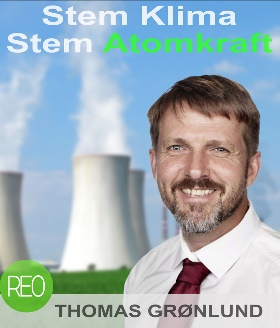 Stem Klima
Stem Atomkraft
REO
THOMAS GRØNLUND